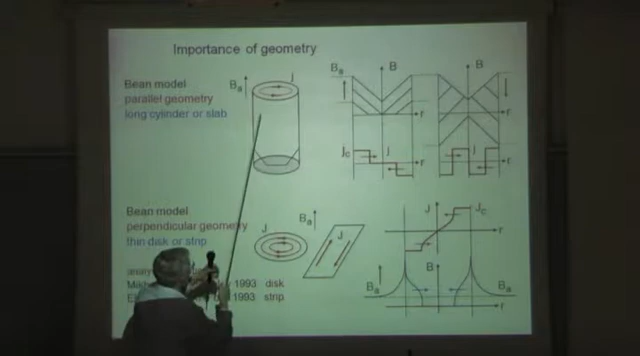 Importance of geometry
Bean model
parallel geometry
long cylinder or slab
Ba
J
Ba
B
r
Jc
J
r
B
r
J
r
Bean model
perpendicular geometry
thin disk or strip
J
Ba
J
J
Jc
r
Ba
B
Ba
r
1993 disk
1993 strip